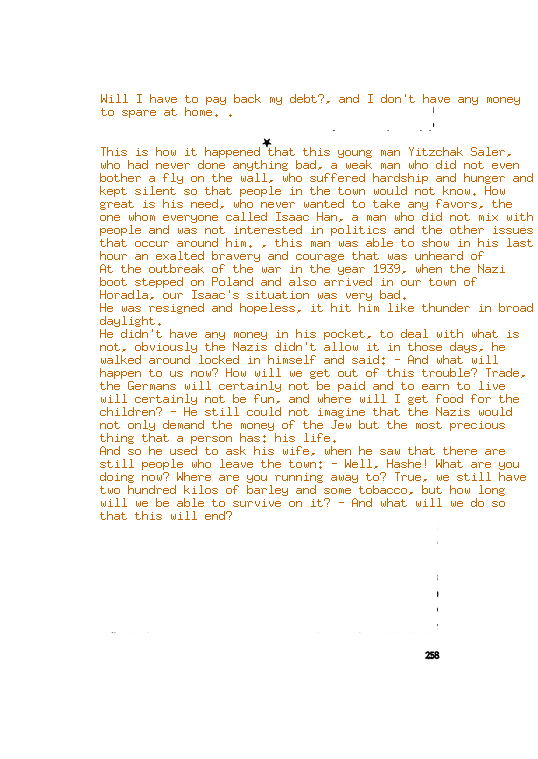 Will I have to pay back my debt?, and I don't have any money
to spare at home. .
★
This is how it happened that this young man Yitzchak Saler,
who had never done anything bad, a weak man who did not even
bother a fly on the wall, who suffered hardship and hunger and
kept silent so that people in the town would not know. How
great is his need, who never wanted to take any favors, the
one whom everyone called Isaac Han, a man who did not mix with
people and was not interested in politics and the other issues
that occur around him. , this man was able to show in his last
hour an exalted bravery and courage that was unheard of
At the outbreak of the war in the year 1939, when the Nazi
boot stepped on Poland and also arrived in our town of
Horadla, our Isaac's situation was very bad.
He was resigned and hopeless, it hit him like thunder in broad
daylight.
He didn't have any money in his pocket, to deal with what is
not, obviously the Nazis didn't allow it in those days, he
walked around locked in himself and said: - And what will
happen to us now? How will we get out of this trouble? Trade,
the Germans will certainly not be paid and to earn to live
will certainly not be fun, and where will I get food for the
children? - He still could not imagine that the Nazis would
not only demand the money of the Jew but the most precious
thing that a person has: his life.
And so he used to ask his wife, when he saw that there are
still people who leave the town: - Well, Hashe! What are you
doing now? Where are you running away to? True, we still have
two hundred kilos of barley and some tobacco, but how long
will we be able to survive on it? - And what will we do so
that this will end?
258